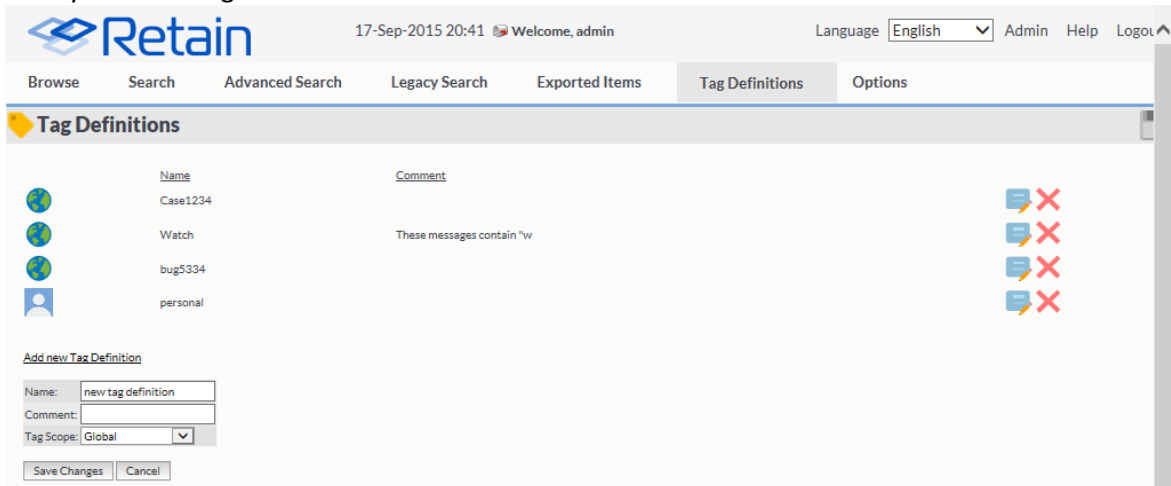 Retain
17-Sep-2015 20:41 Welcome, admin
Language English Admin Help
Browse Search Advanced Search Legacy Search Exported Items Tag Definitions Options
Tag Definitions
Name Comment
Case1234
Watch These messages contain "w
bug5334
personal
Add new Tag Definition
Name: new tag definition
Comment:
Tag Scope: Global
Save Changes Cancel